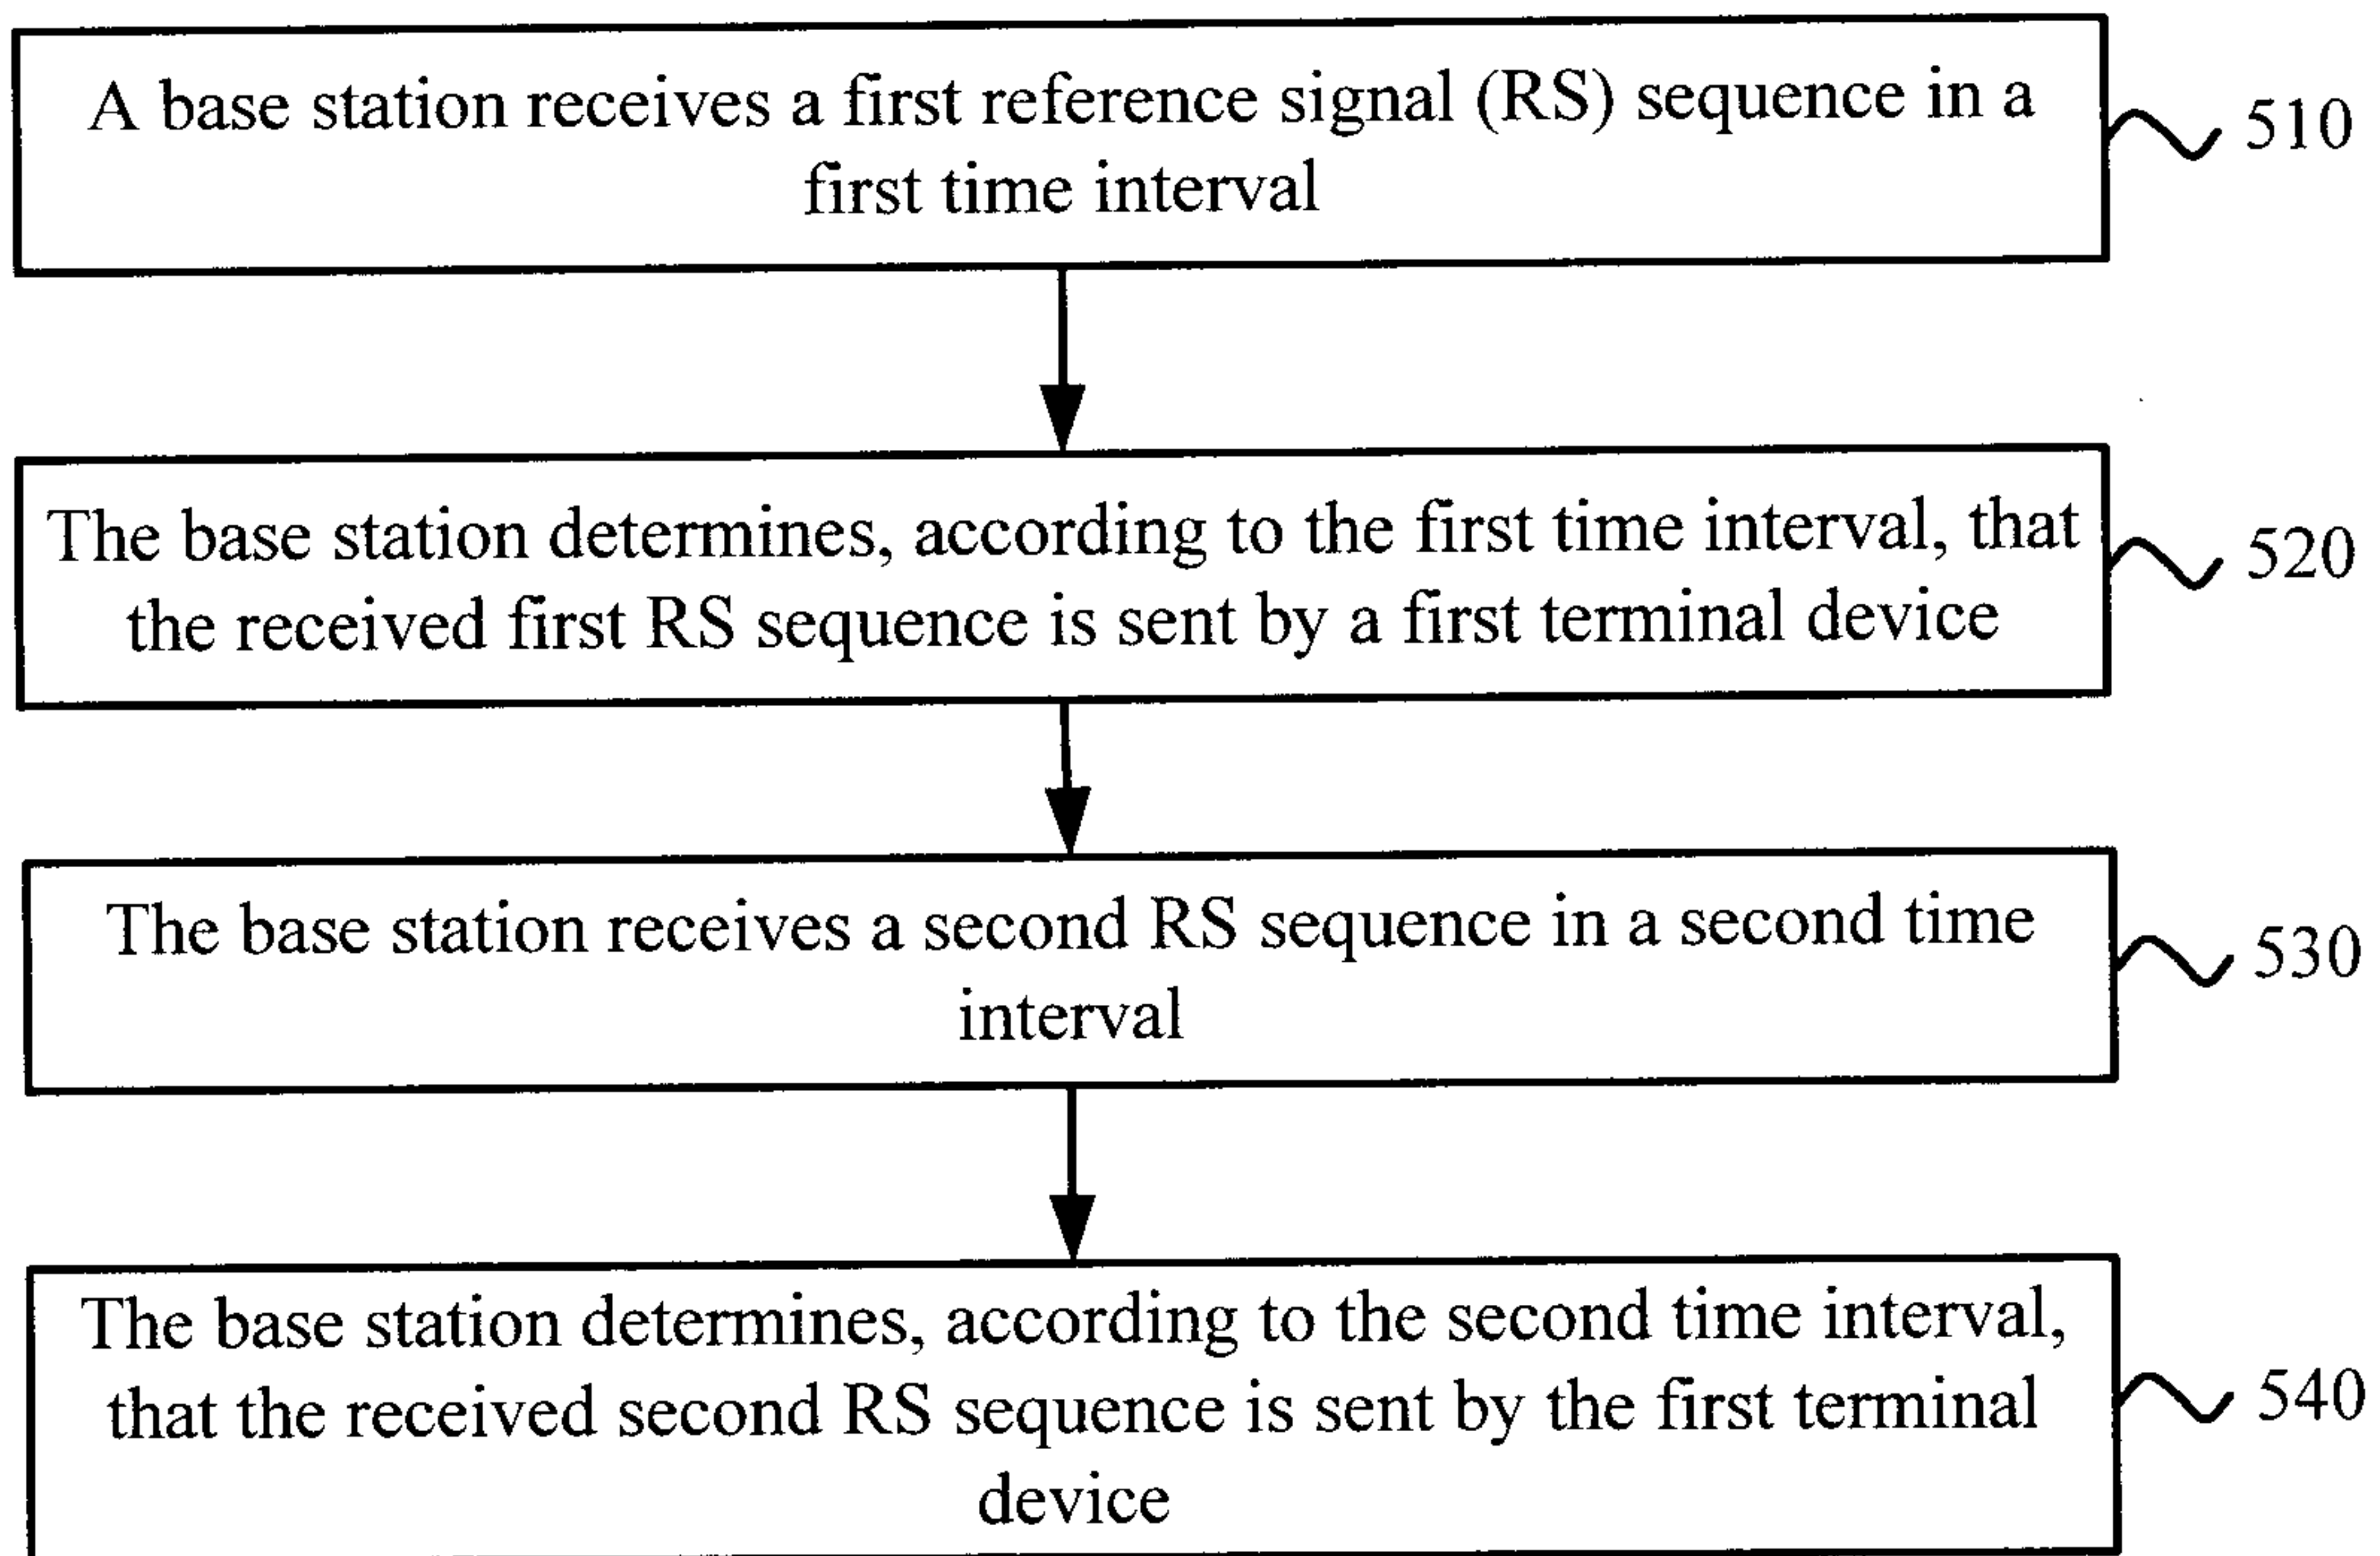 A base station receives a first reference signal (RS) sequence in a
first time interval
510
The base station determines, according to the first time interval, that
the received first RS sequence is sent by a first terminal device
520
The base station receives a second RS sequence in a second time
interval
530
The base station determines, according to the second time interval,
that the received second RS sequence is sent by the first terminal
device
540